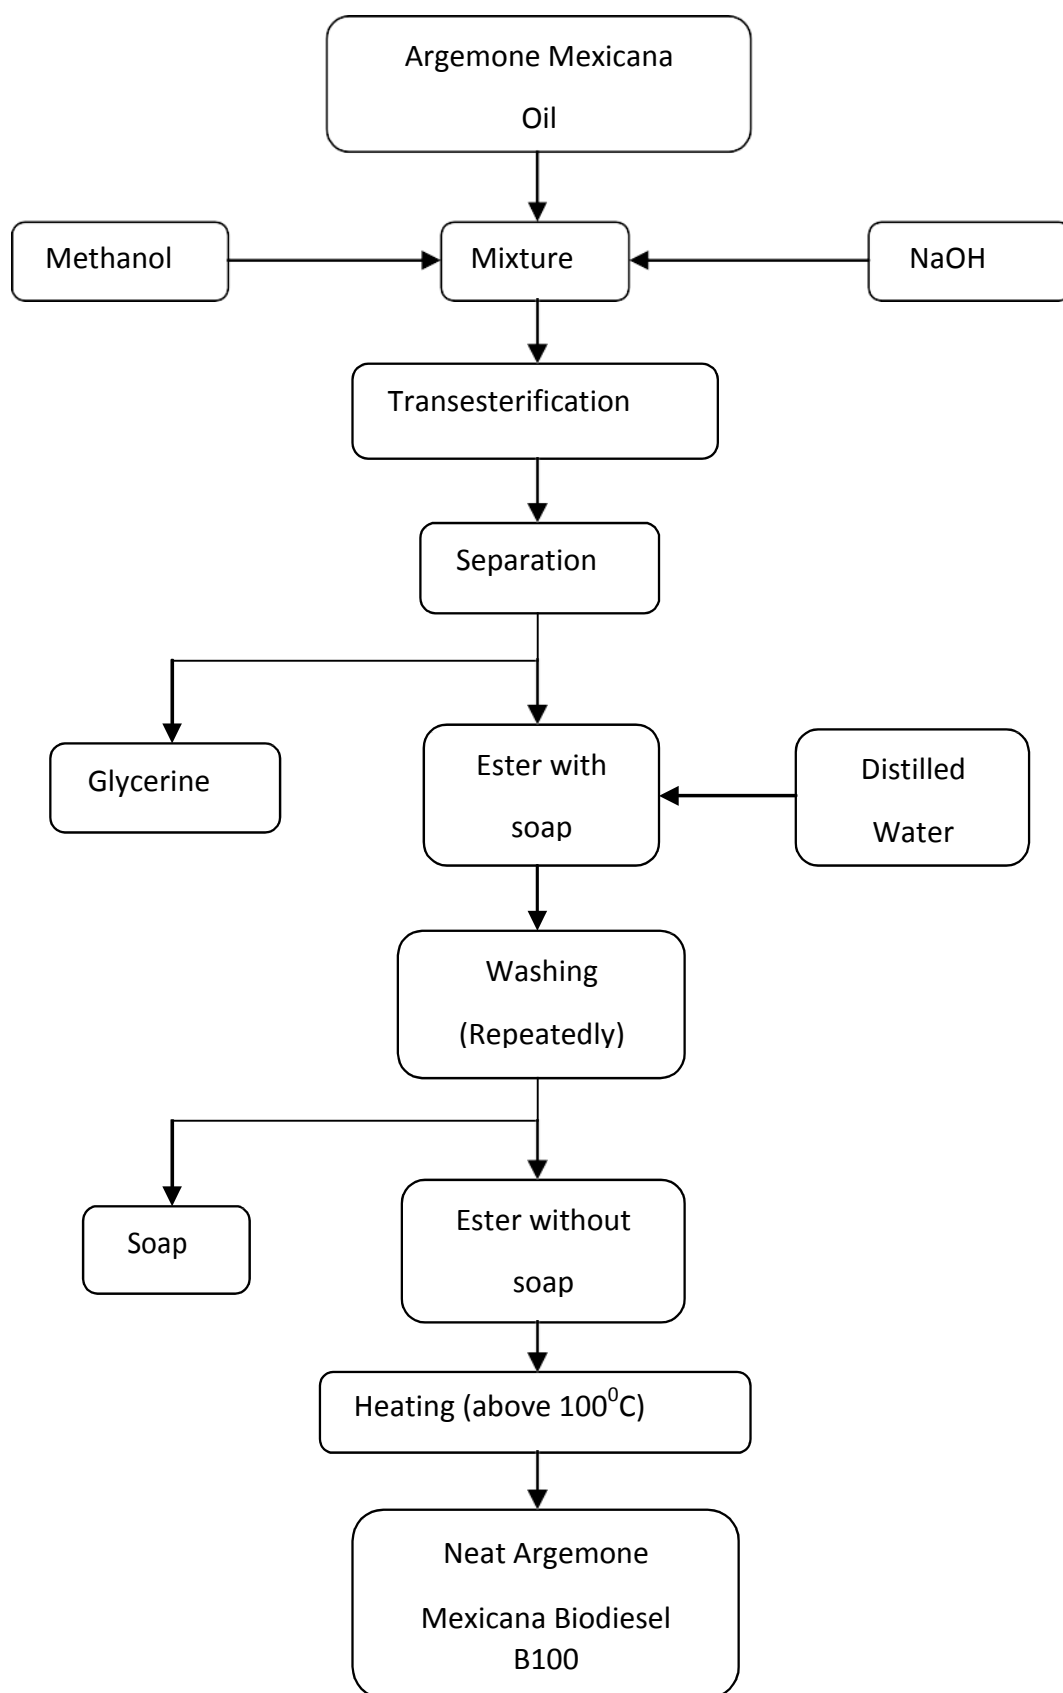 Argemone Mexicana
Oil
Methanol
Mixture
NaOH
Transesterification
Separation
Glycerine
Ester with
soap
Distilled
Water
Washing
(Repeatedly)
Soap
Ester without
soap
Heating (above 100⁰C)
Neat Argemone
Mexicana Biodiesel
B100